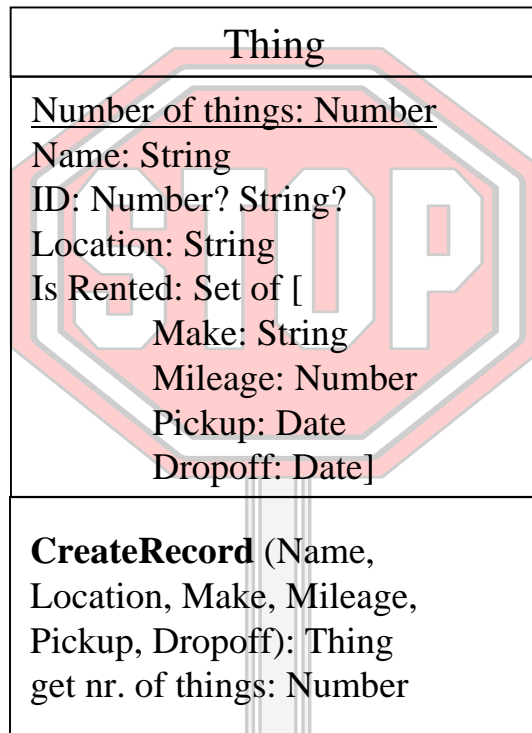 Thing
Number of things: Number
Name: String
ID: Number? String?
Location: String
Is Rented: Set of [
Make: String
Mileage: Number
Pickup: Date
Dropoff: Date]
STOP
CreateRecord (Name,
Location, Make, Mileage,
Pickup, Dropoff): Thing
get nr. of things: Number